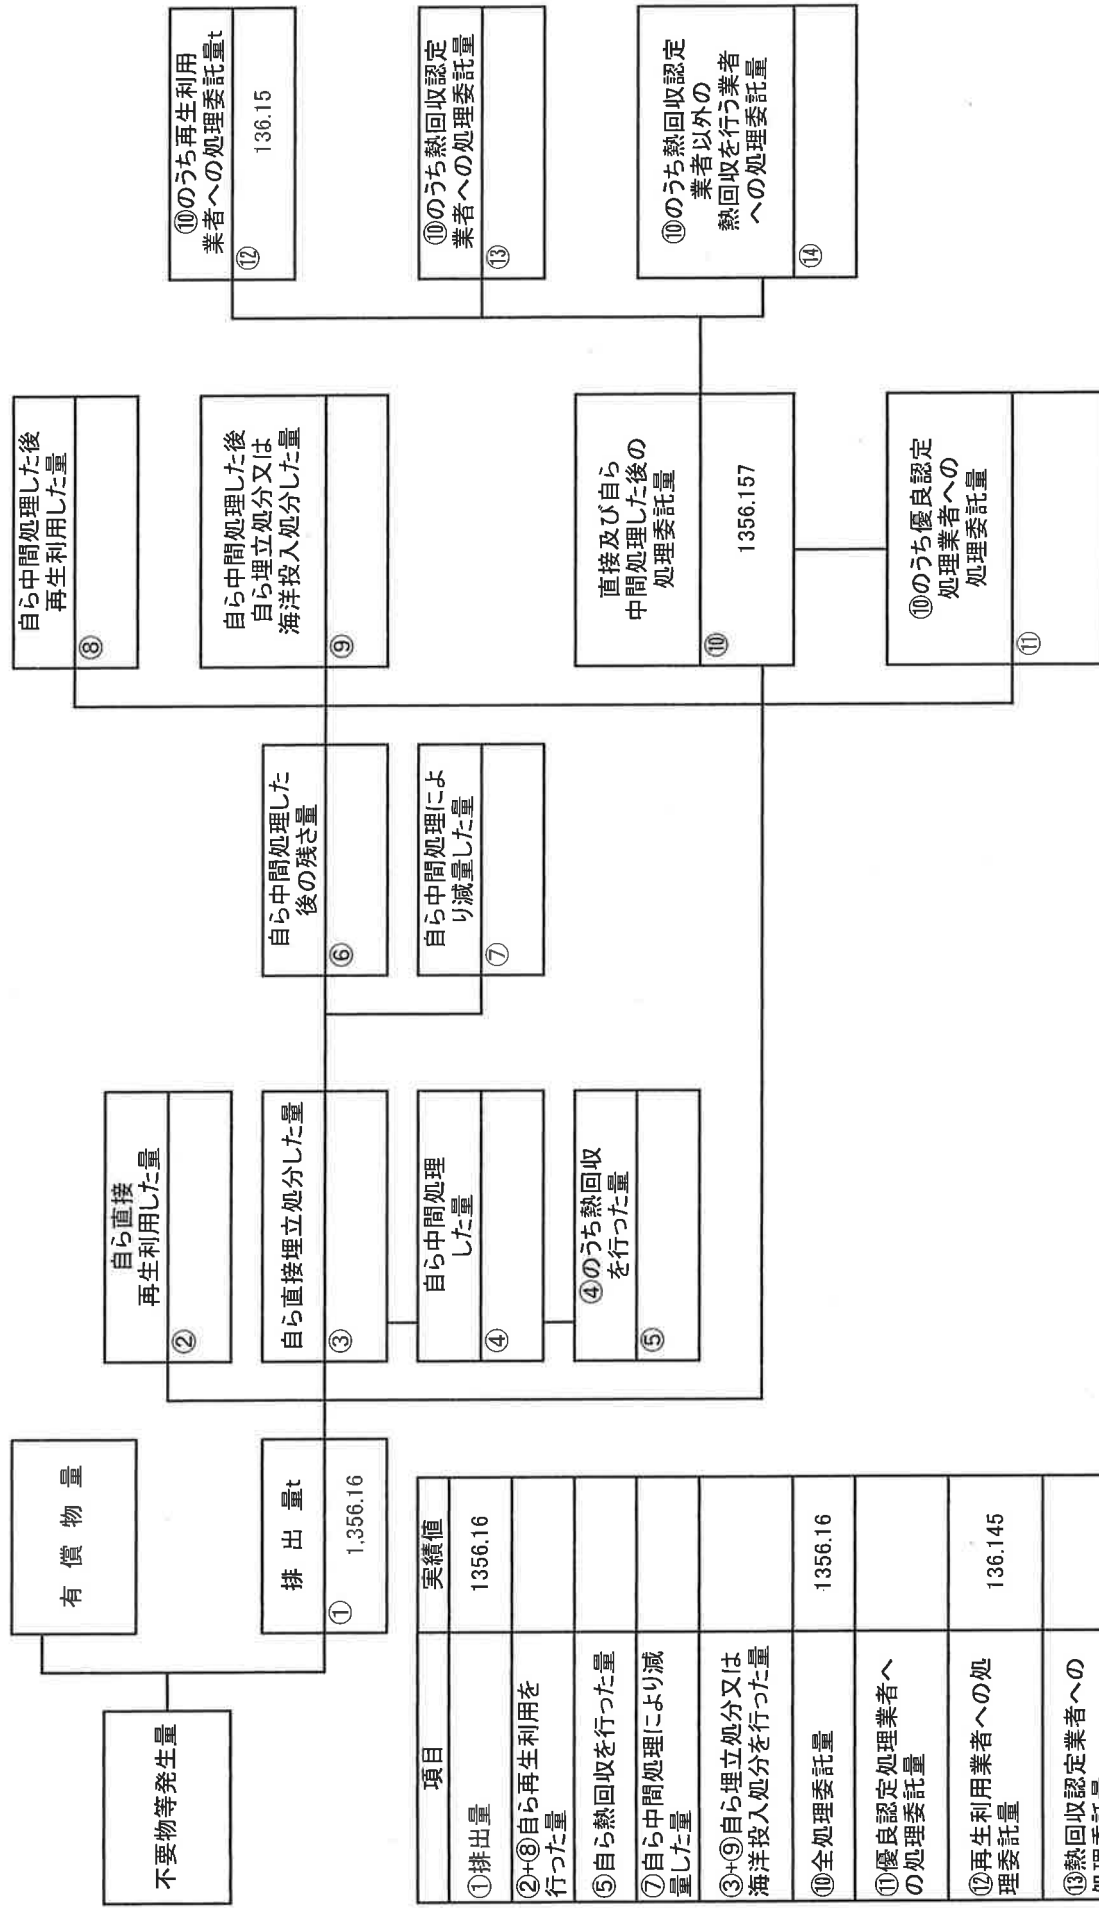 不要物等発生量
有償物量
排出量t
① 1,356.16
自ら直接
再生利用した量
②
自ら直接埋立処分した量
③
自ら中間処理
した量
④
④のうち熱回収
を行った量
⑤
自ら中間処理した
後の残さ量
⑥
自ら中間処理によ
り減量した量
⑦
自ら中間処理した後
再生利用した量
⑧
自ら中間処理した後
自ら埋立処分又は
海洋投入処分した量
⑨
直接及び自ら
中間処理した後の
処理委託量
⑩ 1356.157
⑩のうち優良認定
処理業者への
処理委託量
⑪
⑩のうち再生利用
業者への処理委託量t
⑫ 136.15
⑩のうち熱回収認定
業者への処理委託量
⑬
⑩のうち熱回収認定
業者以外の
熱回収を行う業者
への処理委託量
⑭
項目 実績値
①排出量 1356.16
②+⑧自ら再生利用を
行った量
⑤自ら熱回収を行った量
⑦自ら中間処理により減
量した量
③+⑨自ら埋立処分又は
海洋投入処分を行った量
⑩全処理委託量 1356.16
⑪優良認定処理業者へ
の処理委託量
⑫再生利用業者への処
理委託量 136.145
⑬熱回収認定業者への
処理委託量